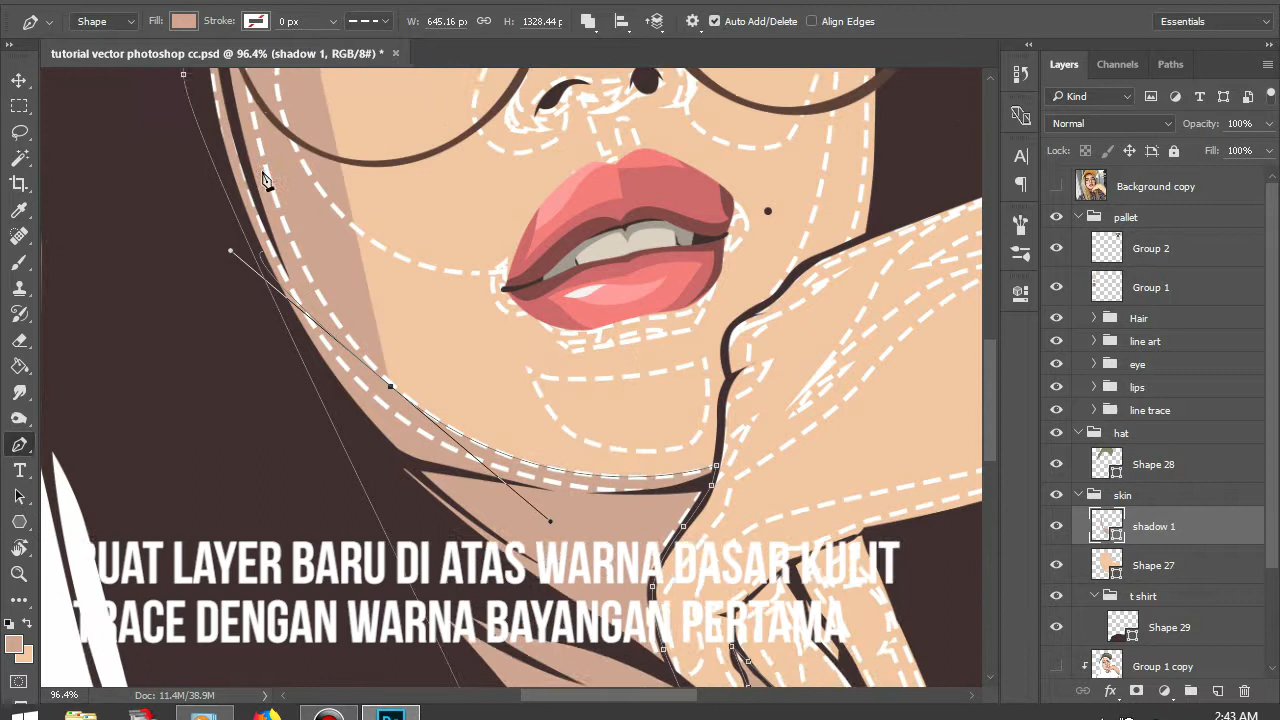 Shape Fill: Stroke: 0 px W: 645.16 px H: 1328.44 p Auto Add/Delete Align Edges Essentials
tutorial vector photoshop cc.psd @ 96.4% (shadow 1, RGB/8#) * ×
Layers Channels Paths
Kind
Normal Opacity: 100%
Lock: Fill: 100%
Background copy
pallet
Group 2
Group 1
Hair
line art
eye
lips
line trace
hat
Shape 28
skin
shadow 1
Shape 27
t shirt
Shape 29
Group 1 copy
BUAT LAYER BARU DI ATAS WARNA DASAR KULIT
TRACE DENGAN WARNA BAYANGAN PERTAMA
96.4% Doc: 11.4M/38.9M
fx
2:43 AM